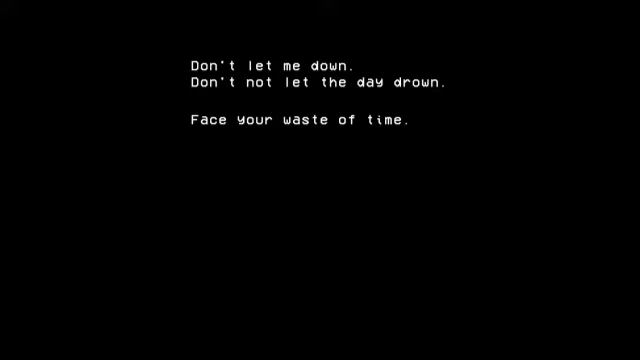 Don't let me down.
Don't not let the day drown.
Face your waste of time.